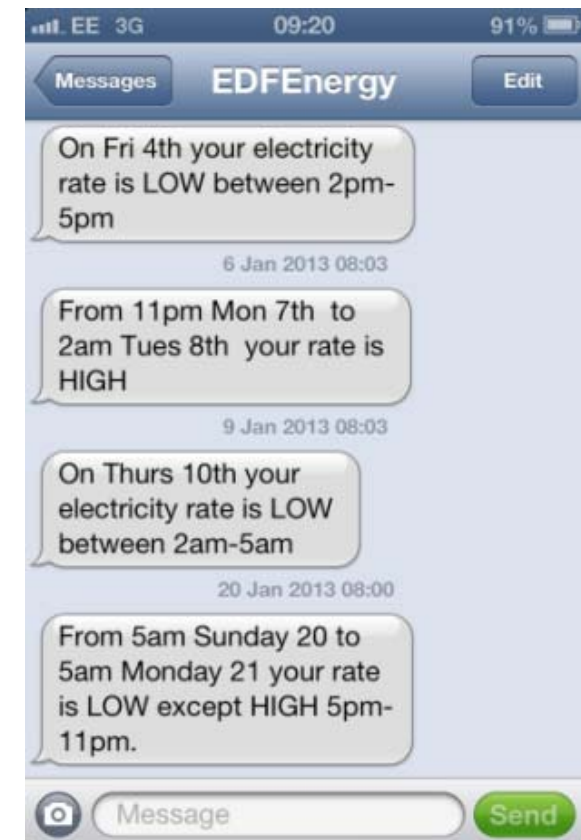 EE 3G 09:20 91%
Messages EDFEnergy Edit
On Fri 4th your electricity
rate is LOW between 2pm-
5pm
6 Jan 2013 08:03
From 11pm Mon 7th to
2am Tues 8th your rate is
HIGH
9 Jan 2013 08:03
On Thurs 10th your
electricity rate is LOW
between 2am-5am
20 Jan 2013 08:00
From 5am Sunday 20 to
5am Monday 21 your rate
is LOW except HIGH 5pm-
11pm.
Message Send